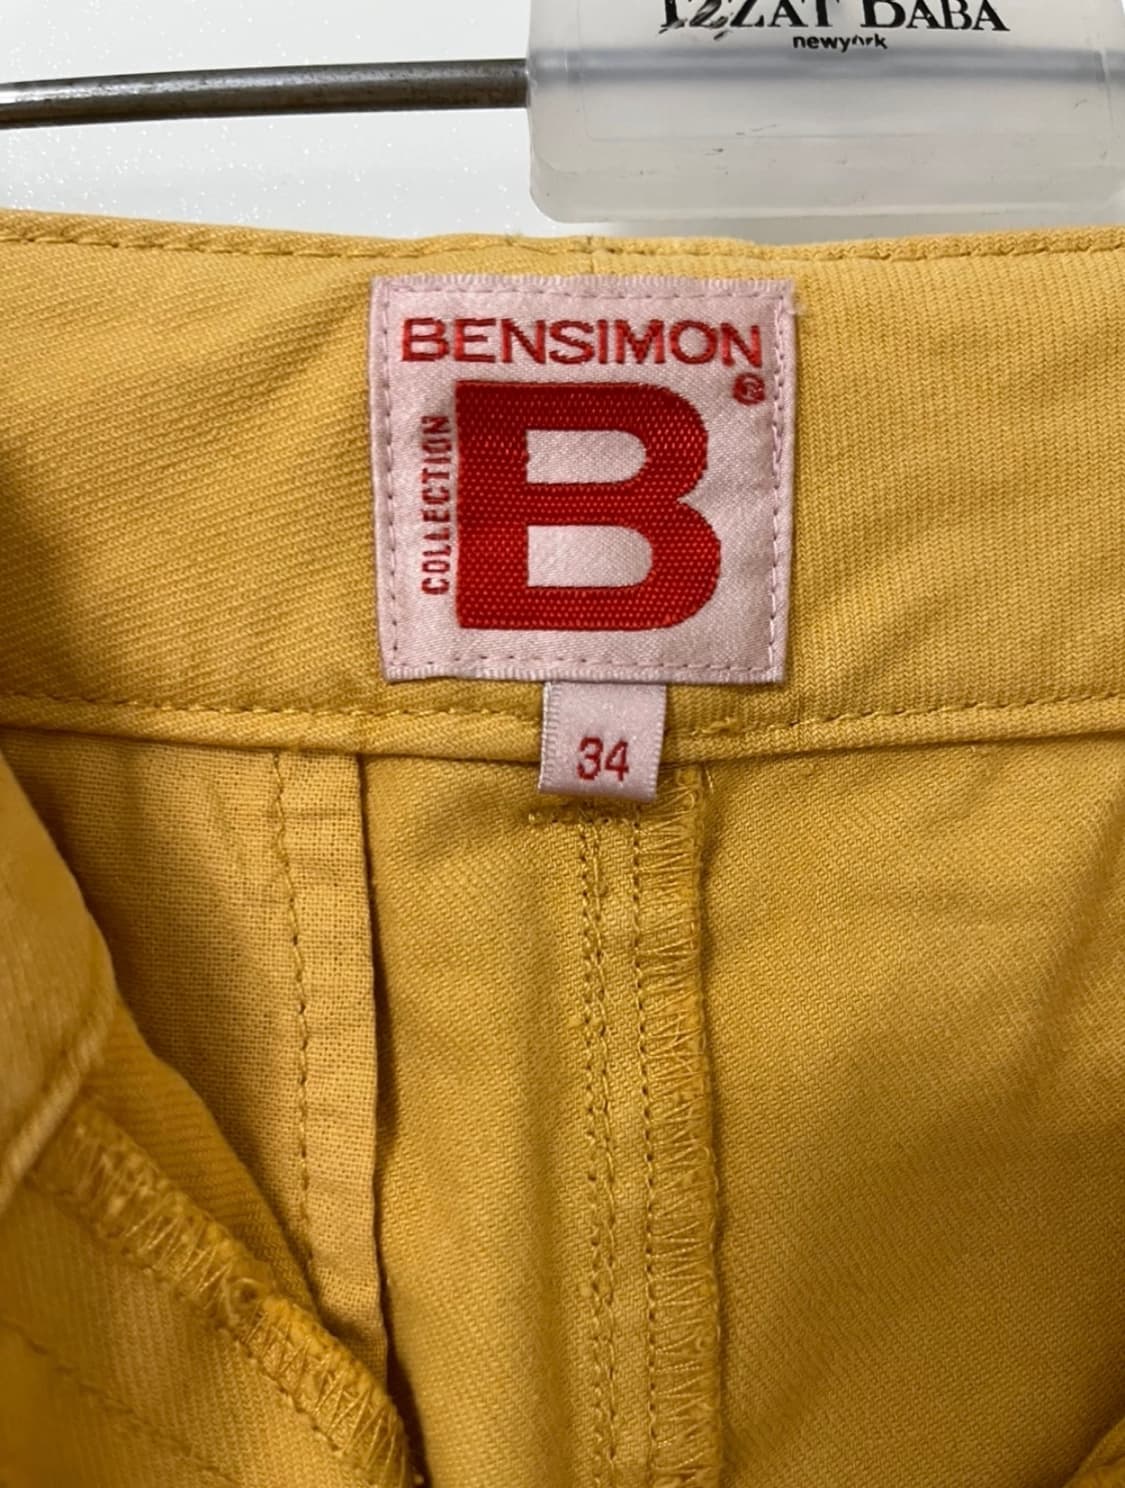 IZZAT BABA
newyork
BENSIMON
®
COLLECTION
B
34